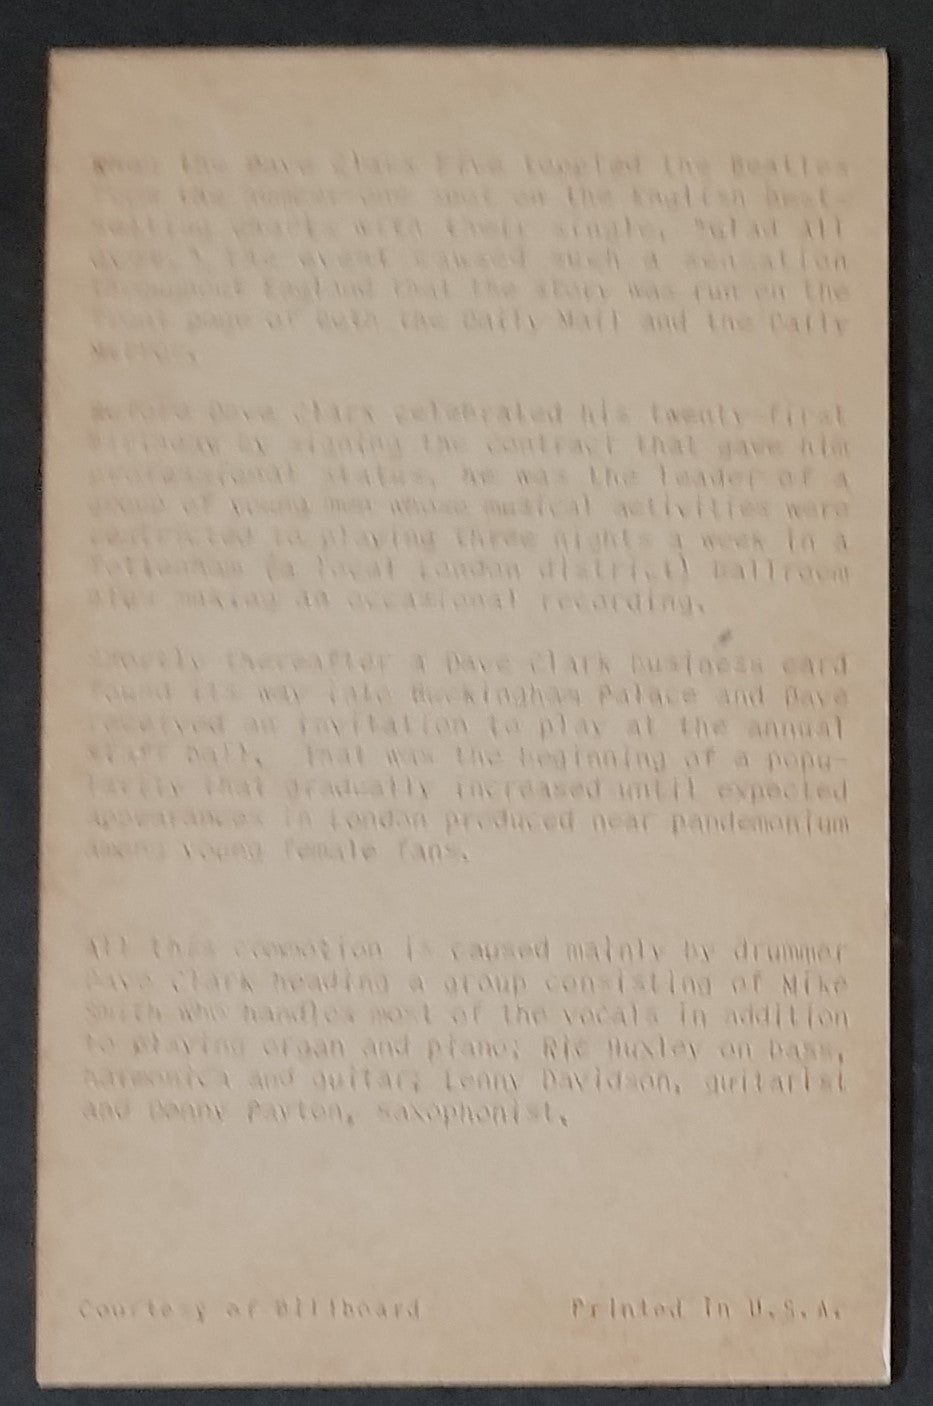 When the Dave Clark Five toppled the Beatles
from the number one spot on the English best-
selling charts with their single, "Glad All
Over," the event caused such a sensation
throughout England that the story was run on the
front page of both the Daily Mail and the Daily
Mirror.
Before Dave Clark celebrated his twenty-first
birthday by signing the contract that gave him
professional status, he was the leader of a
group of young men whose musical activities were
restricted to playing three nights a week in a
Tottenham (a local London district) ballroom
plus making an occasional recording.
Shortly thereafter a Dave Clark business card
found its way into Buckingham Palace and Dave
received an invitation to play at the annual
staff ball.  That was the beginning of a popu-
larity that gradually increased until expected
appearances in London produced near pandemonium
among young female fans.
All this commotion is caused mainly by drummer
Dave Clark heading a group consisting of Mike
Smith who handles most of the vocals in addition
to playing organ and piano; Ric Huxley on bass,
harmonica and guitar; Lenny Davidson, guitarist
and Denny Payton, saxophonist.
Courtesy of Billboard
Printed in U.S.A.